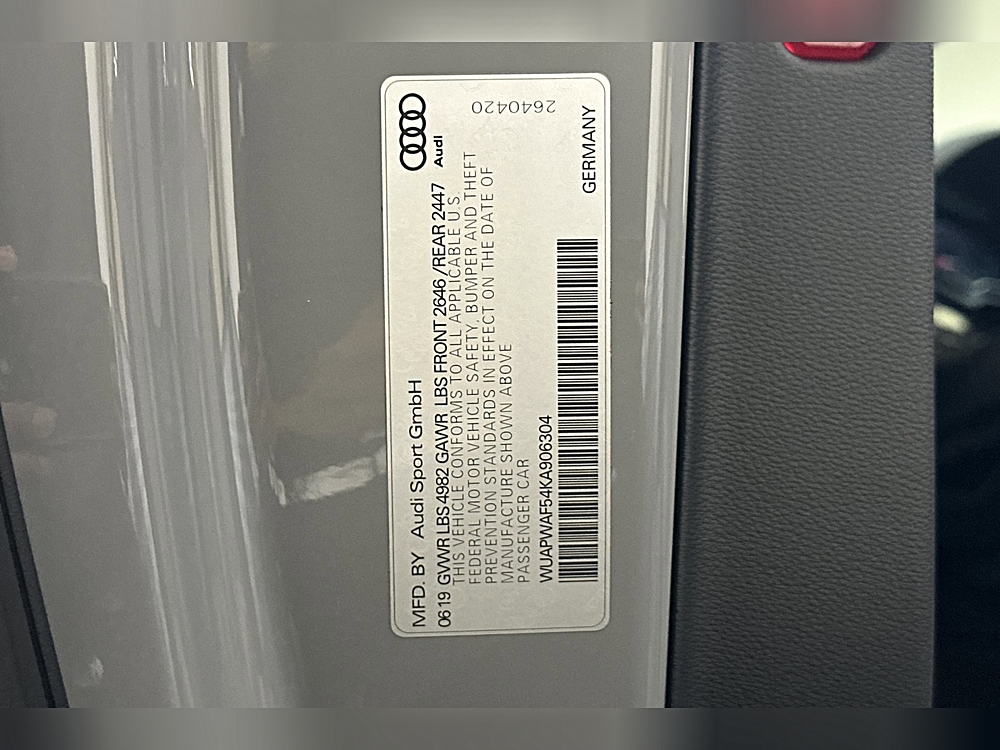 MFD. BY Audi Sport GmbH
Audi
06 19 GVWR LBS 4982 GAWR LBS FRONT 2646 / REAR 2447
THIS VEHICLE CONFORMS TO ALL APPLICABLE U.S.
FEDERAL MOTOR VEHICLE SAFETY, BUMPER AND THEFT
PREVENTION STANDARDS IN EFFECT ON THE DATE OF
MANUFACTURE SHOWN ABOVE
PASSENGER CAR
2640420
WUAPWAF54KA906304
GERMANY